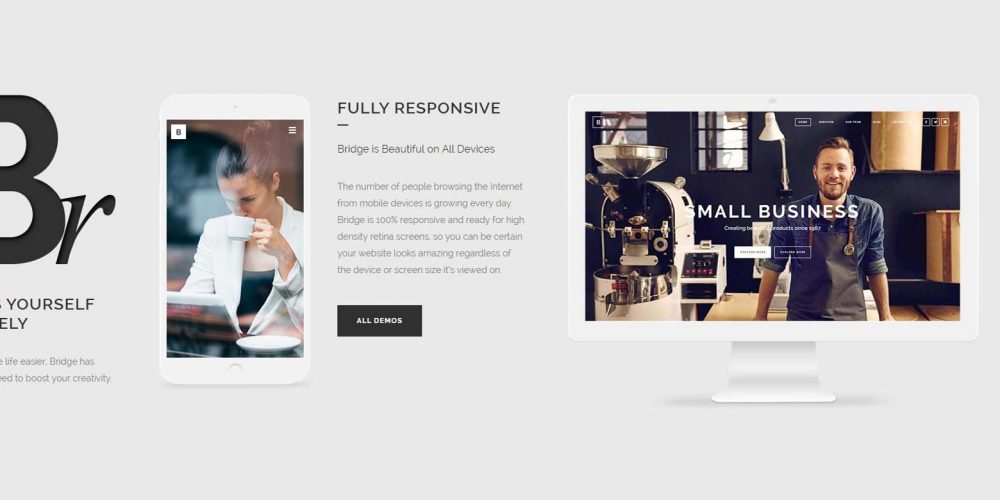 Br
S YOURSELF
ELY
e life easier. Bridge has
eed to boost your creativity.
B
FULLY RESPONSIVE
Bridge is Beautiful on All Devices
The number of people browsing the Internet
from mobile devices is growing every day.
Bridge is 100% responsive and ready for high
density retina screens, so you can be certain
your website looks amazing regardless of
the device or screen size it's viewed on.
ALL DEMOS
B
HOME SERVICES OUR TEAM BLOG
SMALL BUSINESS
Creating beautiful products since 1987
EXPLORE MORE EXPLORE MORE